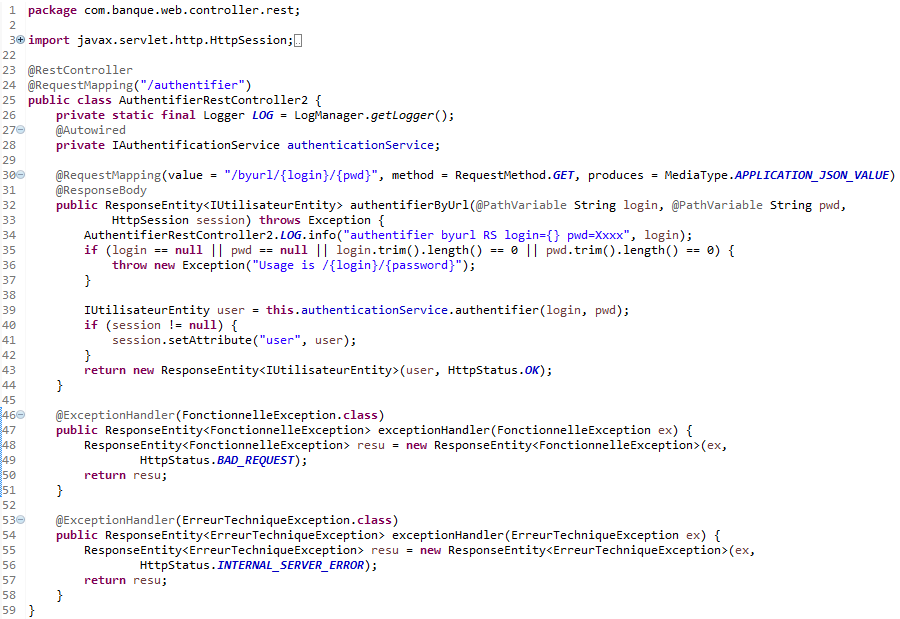 1 package com.banque.web.controller.rest;
2
3 import javax.servlet.http.HttpSession;
22
23 @RestController
24 @RequestMapping("/authentifier")
25 public class AuthentifierRestController2 {
26 private static final Logger LOG = LogManager.getLogger();
27 @Autowired
28 private IAuthentificationService authenticationService;
29
30 @RequestMapping(value = "/byurl/{login}/{pwd}", method = RequestMethod.GET, produces = MediaType.APPLICATION_JSON_VALUE)
31 @ResponseBody
32 public ResponseEntity<IUtilisateurEntity> authentifierByUrl(@PathVariable String login, @PathVariable String pwd,
33 HttpSession session) throws Exception {
34 AuthentifierRestController2.LOG.info("authentifier byurl RS login={} pwd=Xxxx", login);
35 if (login == null || pwd == null || login.trim().length() == 0 || pwd.trim().length() == 0) {
36 throw new Exception("Usage is /{login}/{password}");
37 }
38
39 IUtilisateurEntity user = this.authenticationService.authentifier(login, pwd);
40 if (session != null) {
41 session.setAttribute("user", user);
42 }
43 return new ResponseEntity<IUtilisateurEntity>(user, HttpStatus.OK);
44 }
45
46 @ExceptionHandler(FonctionnelleException.class)
47 public ResponseEntity<FonctionnelleException> exceptionHandler(FonctionnelleException ex) {
48 ResponseEntity<FonctionnelleException> resu = new ResponseEntity<FonctionnelleException>(ex,
49 HttpStatus.BAD_REQUEST);
50 return resu;
51 }
52
53 @ExceptionHandler(ErreurTechniqueException.class)
54 public ResponseEntity<ErreurTechniqueException> exceptionHandler(ErreurTechniqueException ex) {
55 ResponseEntity<ErreurTechniqueException> resu = new ResponseEntity<ErreurTechniqueException>(ex,
56 HttpStatus.INTERNAL_SERVER_ERROR);
57 return resu;
58 }
59 }